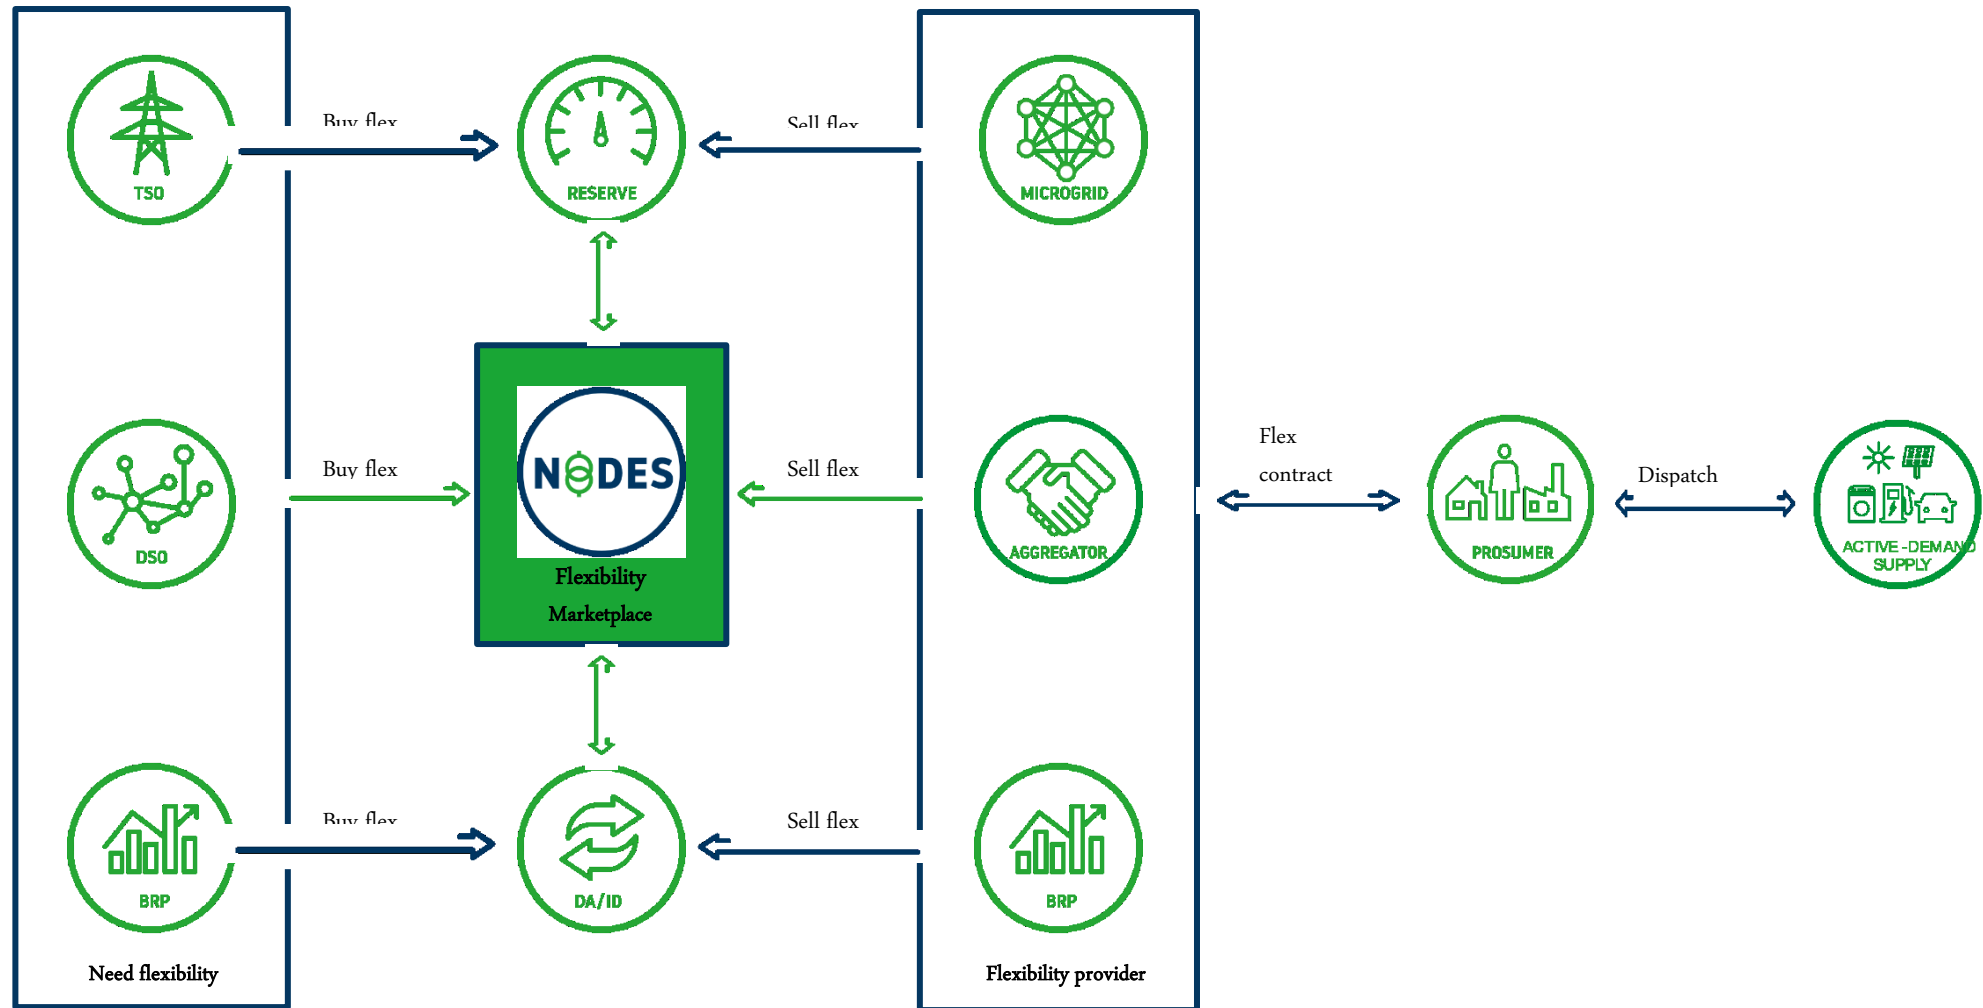 Buy flex
Sell flex
TSO
RESERVE
MICROGRID
Buy flex
Sell flex
Flex
contract
Dispatch
NODES
DSO
AGGREGATOR
PROSUMER
ACTIVE-DEMAND
SUPPLY
Flexibility
Marketplace
Buy flex
Sell flex
BRP
DA/ID
BRP
Need flexibility
Flexibility provider